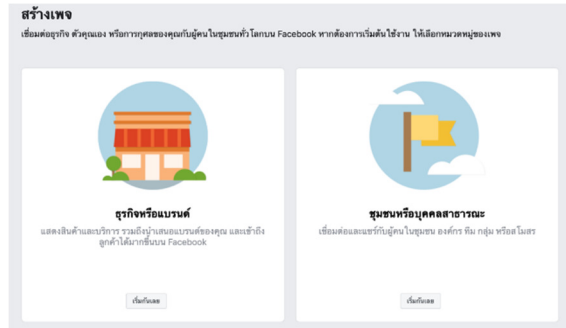 สร้างเพจ
เชื่อมต่อธุรกิจ ตัวคุณเอง หรือการกุศลของคุณกับผู้คนในชุมชนทั่วโลกบน Facebook หากต้องการเริ่มต้นใช้งาน ให้เลือกหมวดหมู่ของเพจ
ธุรกิจหรือแบรนด์
แสดงสินค้าและบริการ รวมถึงนำเสนอแบรนด์ของคุณ และเข้าถึง
ลูกค้าได้มากขึ้นบน Facebook
เริ่มกันเลย
ชุมชนหรือบุคคลสาธารณะ
เชื่อมต่อและแชร์กับผู้คนในชุมชน องค์กร ทีม กลุ่ม หรือสโมสร
เริ่มกันเลย